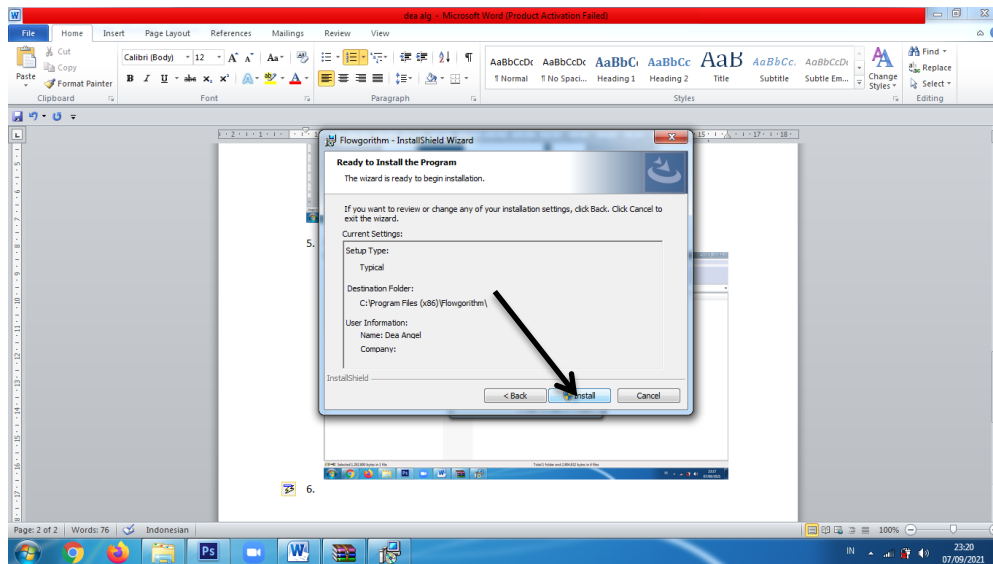 dea alg - Microsoft Word (Product Activation Failed)
File Home Insert Page Layout References Mailings Review View
Cut
Copy
Format Painter
Paste
Clipboard
Calibri (Body) 12
Font
Paragraph
AaBbCcDc AaBbCcDc AaBbC AaBbCc AaB AaBbCc. AaBbCcDc
¶ Normal ¶ No Spaci... Heading 1 Heading 2 Title Subtitle Subtle Em...
Change Styles
Styles
Find
Replace
Select
Editing
Flowgorithm - InstallShield Wizard
Ready to Install the Program
The wizard is ready to begin installation.
If you want to review or change any of your installation settings, click Back. Click Cancel to
exit the wizard.
Current Settings:
Setup Type:
Typical
Destination Folder:
C:\Program Files (x86)\Flowgorithm\
User Information:
Name: Dea Angel
Company:
InstallShield
< Back Install Cancel
5.
6.
Page: 2 of 2 Words: 76 Indonesian 100%
Ps W IN 23:20
07/09/2021